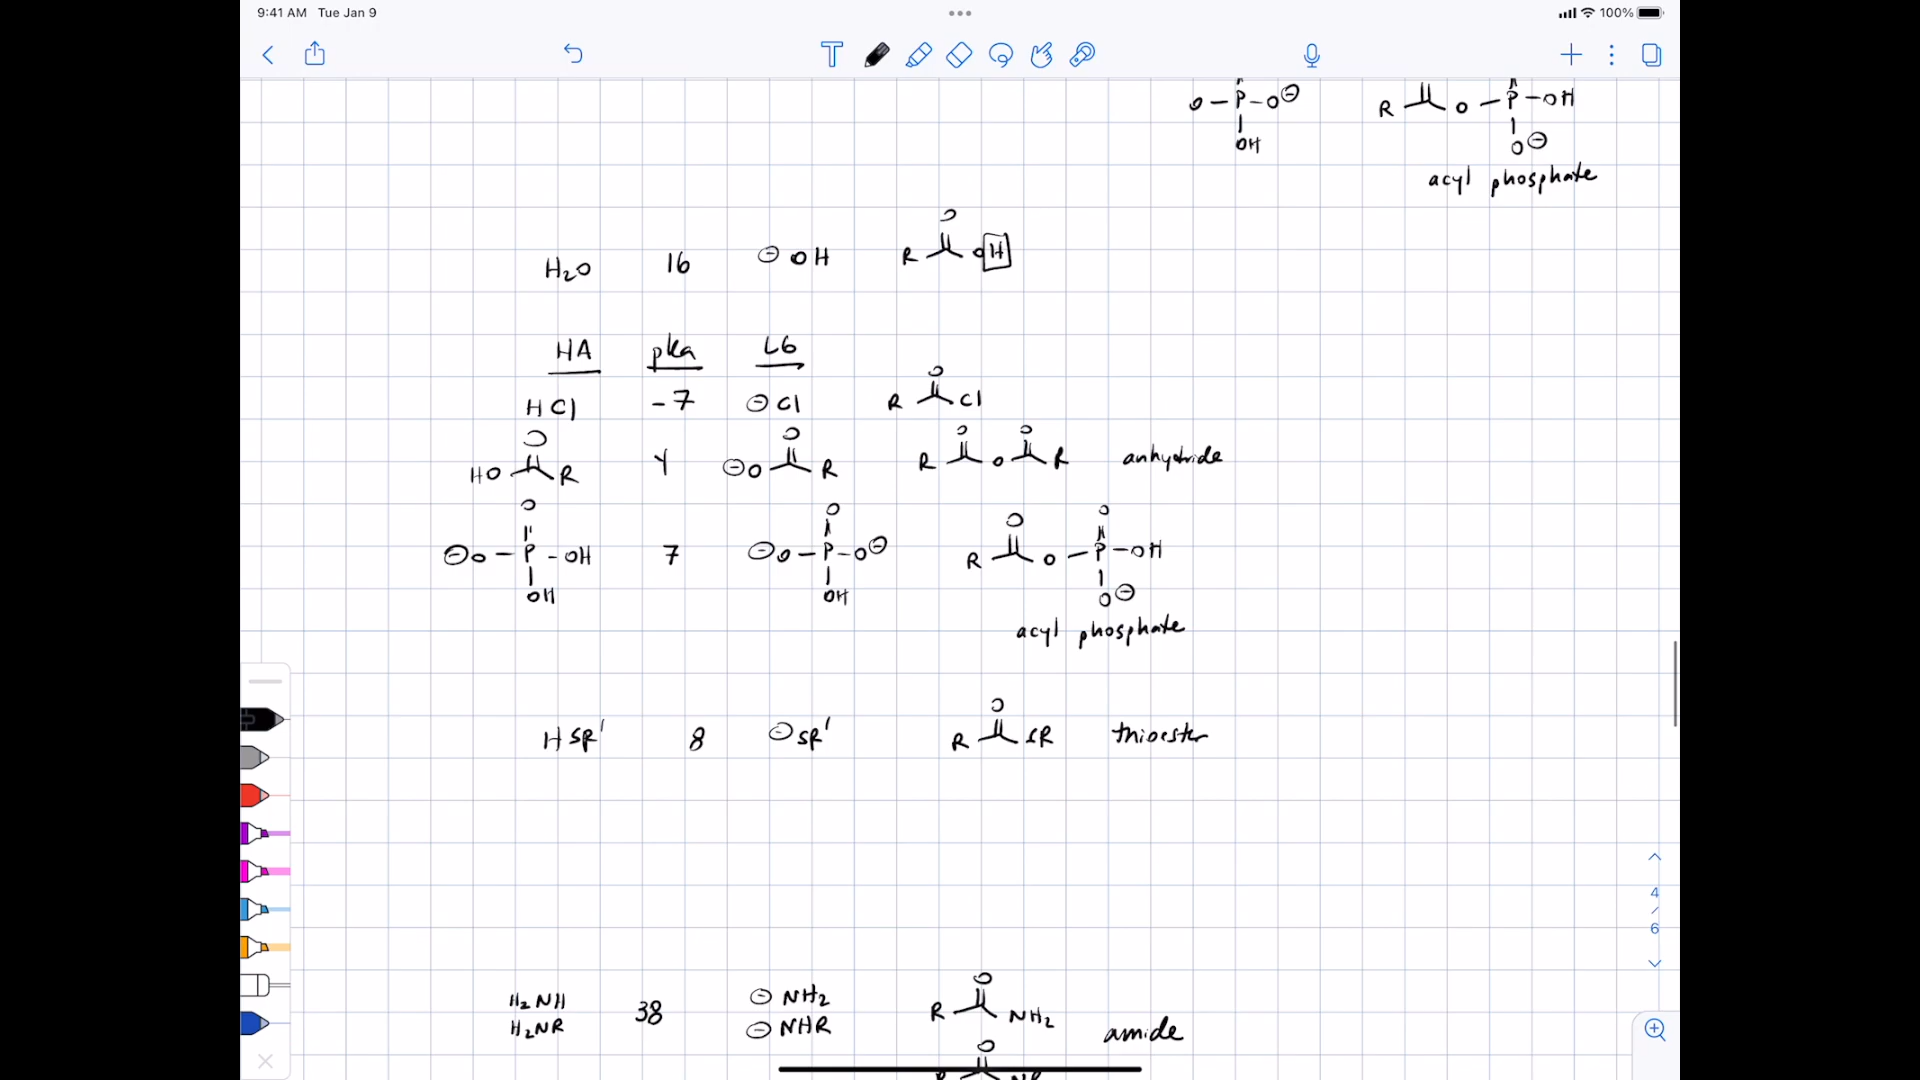 9:41 AM Tue Jan 9
100%
T
O — P — O⊖
OH
R O — P — OH
O⊖
acyl phosphate
H₂O 16 ⊖ OH R O OH
HA pka LG
HCl -7 ⊖ Cl R O Cl
HO O R 4 ⊖O O R R O O O R anhydride
⊖O — P — OH 7 ⊖O — P — O⊖ R O O — P — OH
O O O
OH OH O⊖
acyl phosphate
HSR' 8 ⊖ SR' R O SR thioester
4
/
6
H₂NH 38 ⊖ NH₂ R O NH₂
H₂NR ⊖ NHR amide
O